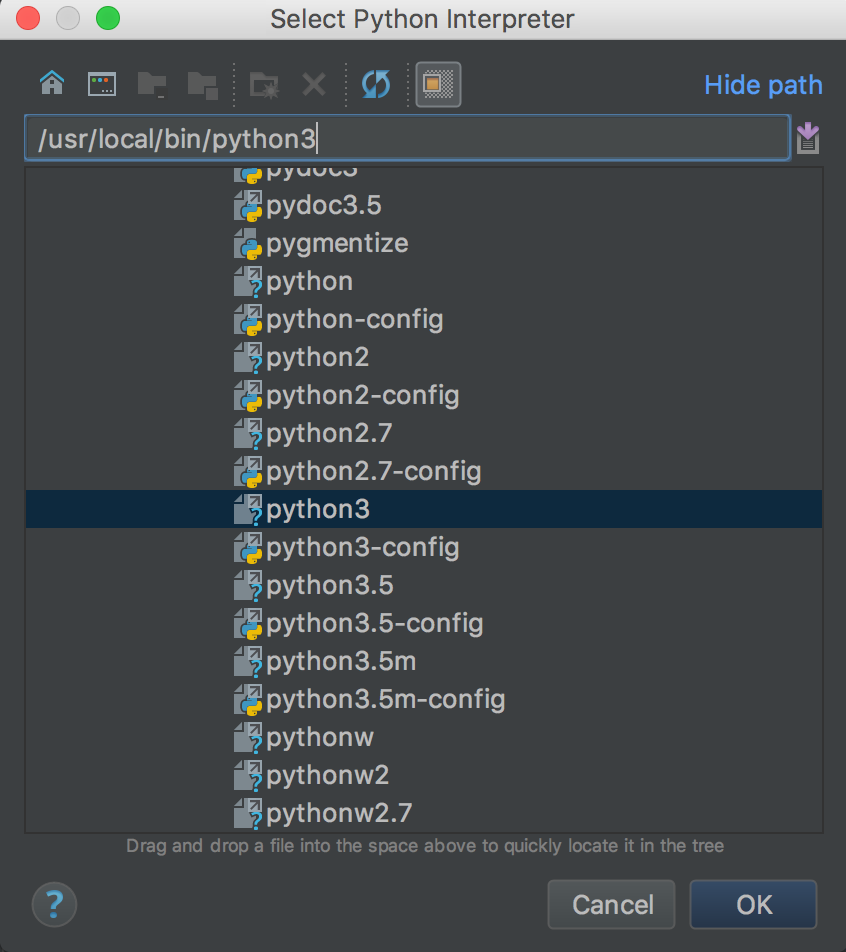 Select Python Interpreter
Hide path
/usr/local/bin/python3
pydoc3
pydoc3.5
pygmentize
python
python-config
python2
python2-config
python2.7
python2.7-config
python3
python3-config
python3.5
python3.5-config
python3.5m
python3.5m-config
pythonw
pythonw2
pythonw2.7
Drag and drop a file into the space above to quickly locate it in the tree
? Cancel OK